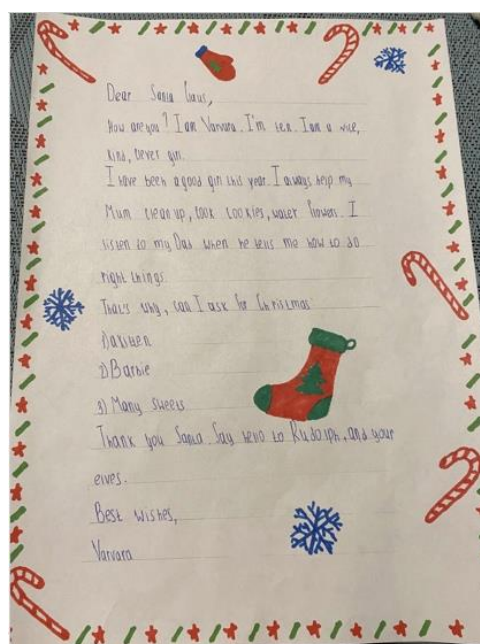 Dear Santa Claus,
How are you? I am Varvara. I'm ten. I am a nice,
kind, clever girl.
I have been a good girl this year. I always help my
Mum clean up, cook cookies, water flowers. I
listen to my Dad when he tells me how to do
right things.
That's why, can I ask for Christmas
1) a kitten
2) Barbie
3) Many sweets
Thank you Santa. Say hello to Rudolph, and your
elves.
Best wishes,
Varvara